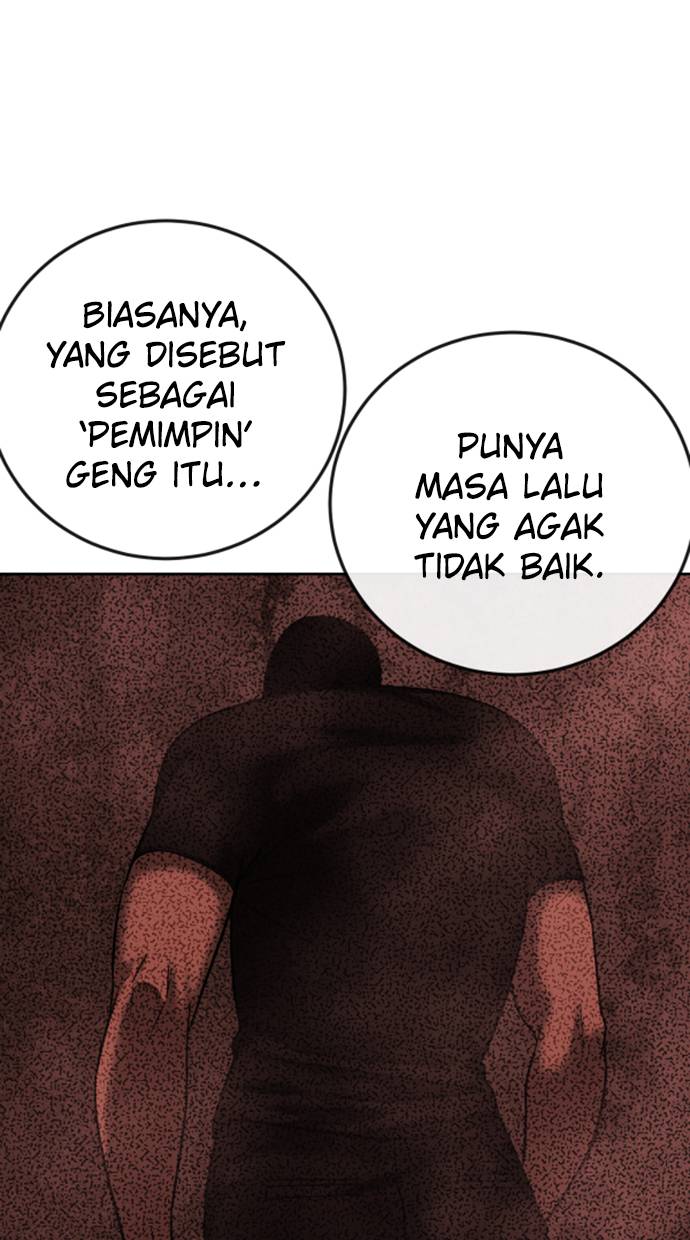 BIASANYA,
YANG DISEBUT
SEBAGAI
‘PEMIMPIN’
GENG ITU...
PUNYA
MASA LALU
YANG AGAK
TIDAK BAIK.